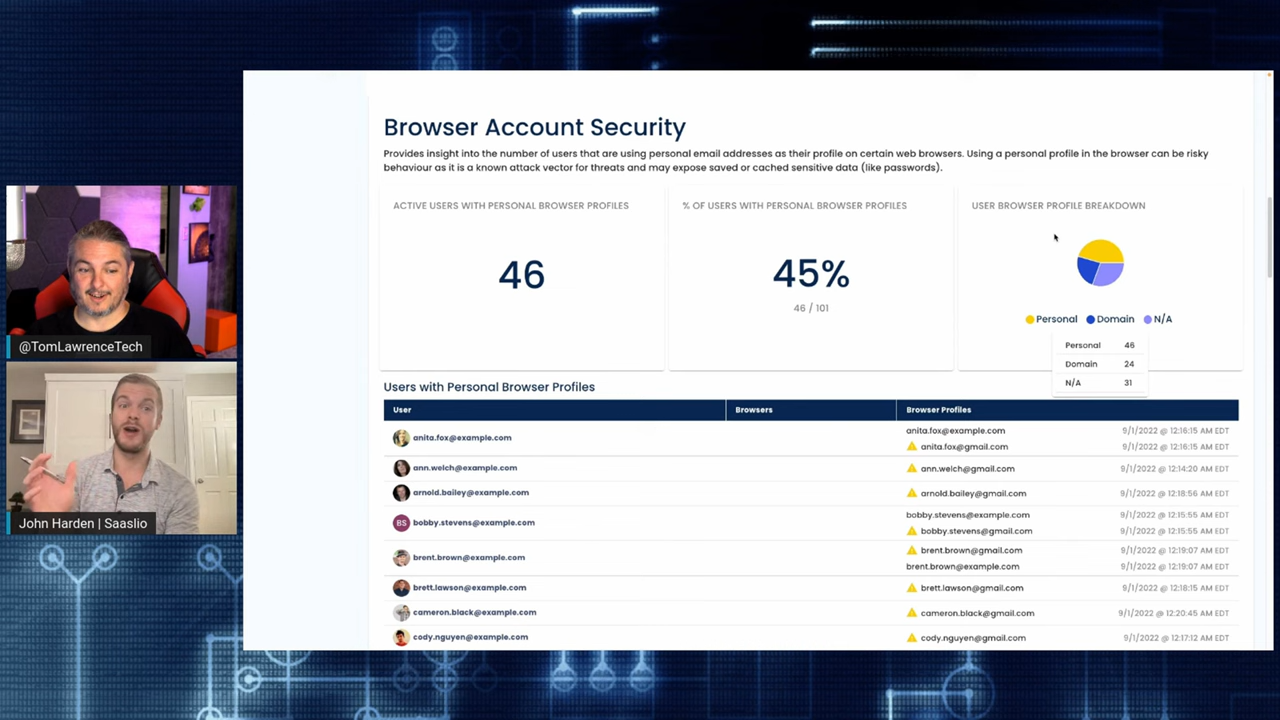 Browser Account Security
Provides insight into the number of users that are using personal email addresses as their profile on certain web browsers. Using a personal profile in the browser can be risky
behaviour as it is a known attack vector for threats and may expose saved or cached sensitive data (like passwords).
ACTIVE USERS WITH PERSONAL BROWSER PROFILES
46
% OF USERS WITH PERSONAL BROWSER PROFILES
45%
46 / 101
USER BROWSER PROFILE BREAKDOWN
Personal Domain N/A
Personal 46
Domain 24
N/A 31
@TomLawrenceTech
John Harden | Saaslio
Users with Personal Browser Profiles
User Browsers Browser Profiles
anita.fox@example.com
anita.fox@example.com 9/1/2022 @ 12:16:15 AM EDT
anita.fox@gmail.com 9/1/2022 @ 12:16:15 AM EDT
ann.welch@example.com ann.welch@gmail.com 9/1/2022 @ 12:14:20 AM EDT
arnold.bailey@example.com arnold.bailey@gmail.com 9/1/2022 @ 12:18:56 AM EDT
BS bobby.stevens@example.com
bobby.stevens@example.com 9/1/2022 @ 12:15:55 AM EDT
bobby.stevens@gmail.com 9/1/2022 @ 12:15:55 AM EDT
brent.brown@example.com
brent.brown@gmail.com 9/1/2022 @ 12:19:07 AM EDT
brent.brown@example.com 9/1/2022 @ 12:19:07 AM EDT
brett.lawson@example.com brett.lawson@gmail.com 9/1/2022 @ 12:18:15 AM EDT
cameron.black@example.com cameron.black@gmail.com 9/1/2022 @ 12:20:45 AM EDT
cody.nguyen@example.com cody.nguyen@gmail.com 9/1/2022 @ 12:17:12 AM EDT